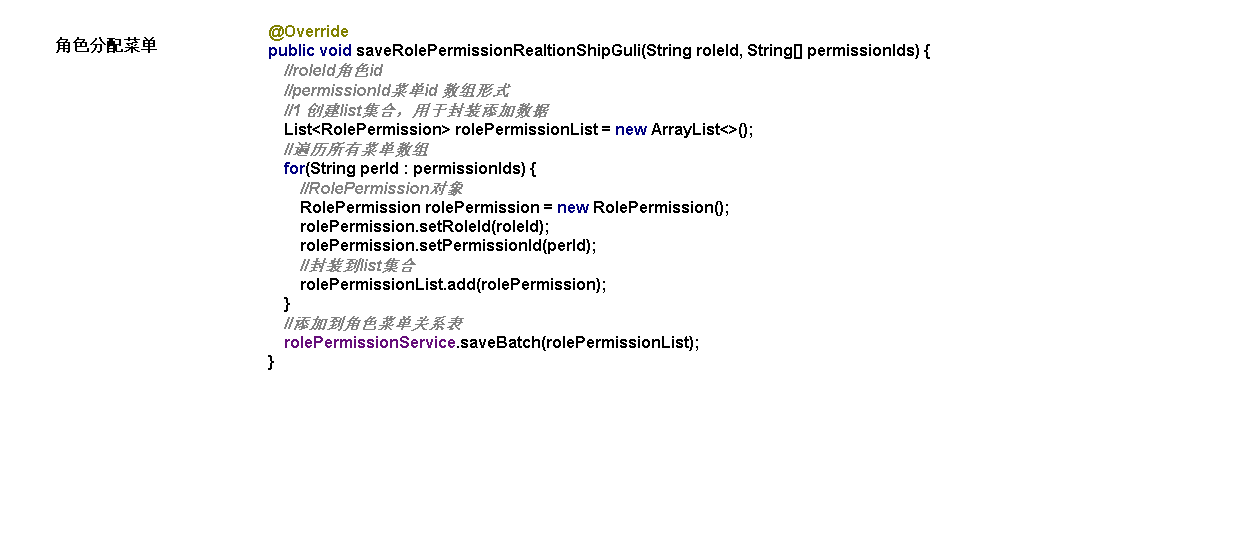 角色分配菜单
@Override
public void saveRolePermissionRealtionShipGuli(String roleId, String[] permissionIds) {
//roleId角色id
//permissionId菜单id 数组形式
//1 创建list集合，用于封装添加数据
List<RolePermission> rolePermissionList = new ArrayList<>();
//遍历所有菜单数组
for(String perId : permissionIds) {
//RolePermission对象
RolePermission rolePermission = new RolePermission();
rolePermission.setRoleId(roleId);
rolePermission.setPermissionId(perId);
//封装到list集合
rolePermissionList.add(rolePermission);
}
//添加到角色菜单关系表
rolePermissionService.saveBatch(rolePermissionList);
}